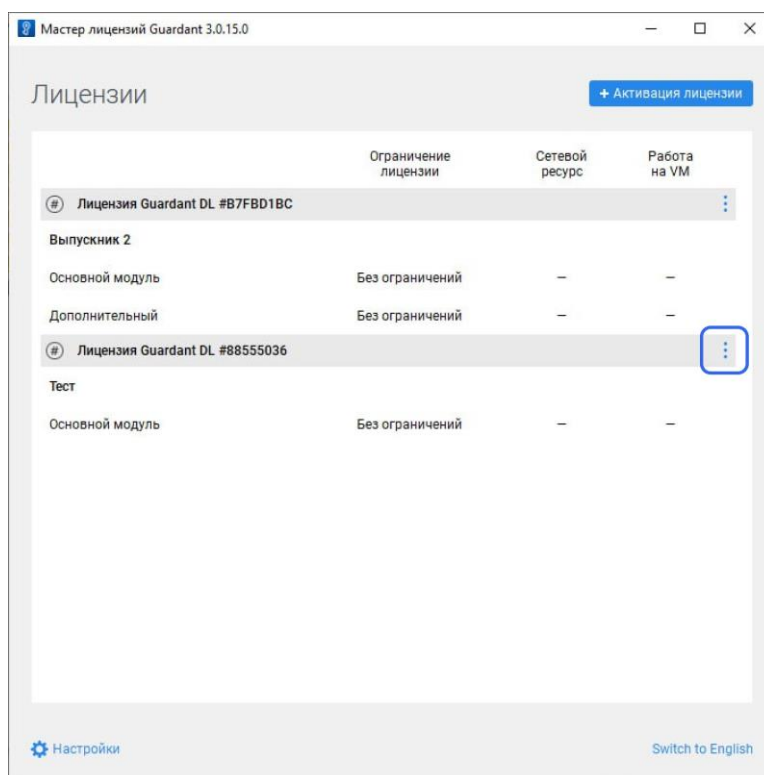 Мастер лицензий Guardant 3.0.15.0
Лицензии
+ Активация лицензии
Ограничение лицензии Сетевой ресурс Работа на VM
# Лицензия Guardant DL #B7FBD1BC
Выпускник 2
Основной модуль Без ограничений — —
Дополнительный Без ограничений — —
# Лицензия Guardant DL #88555036
Тест
Основной модуль Без ограничений — —
Настройки
Switch to English